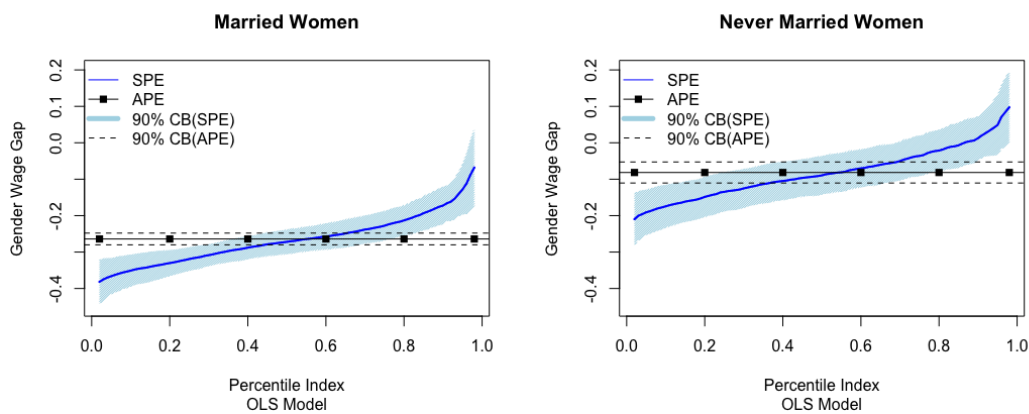 Married Women
Gender Wage Gap
0.2
0.1
0.0
-0.2
-0.4
SPE
APE
90% CB(SPE)
90% CB(APE)
0.0 0.2 0.4 0.6 0.8 1.0
Percentile Index
OLS Model
Never Married Women
Gender Wage Gap
0.2
0.1
0.0
-0.2
-0.4
SPE
APE
90% CB(SPE)
90% CB(APE)
0.0 0.2 0.4 0.6 0.8 1.0
Percentile Index
OLS Model